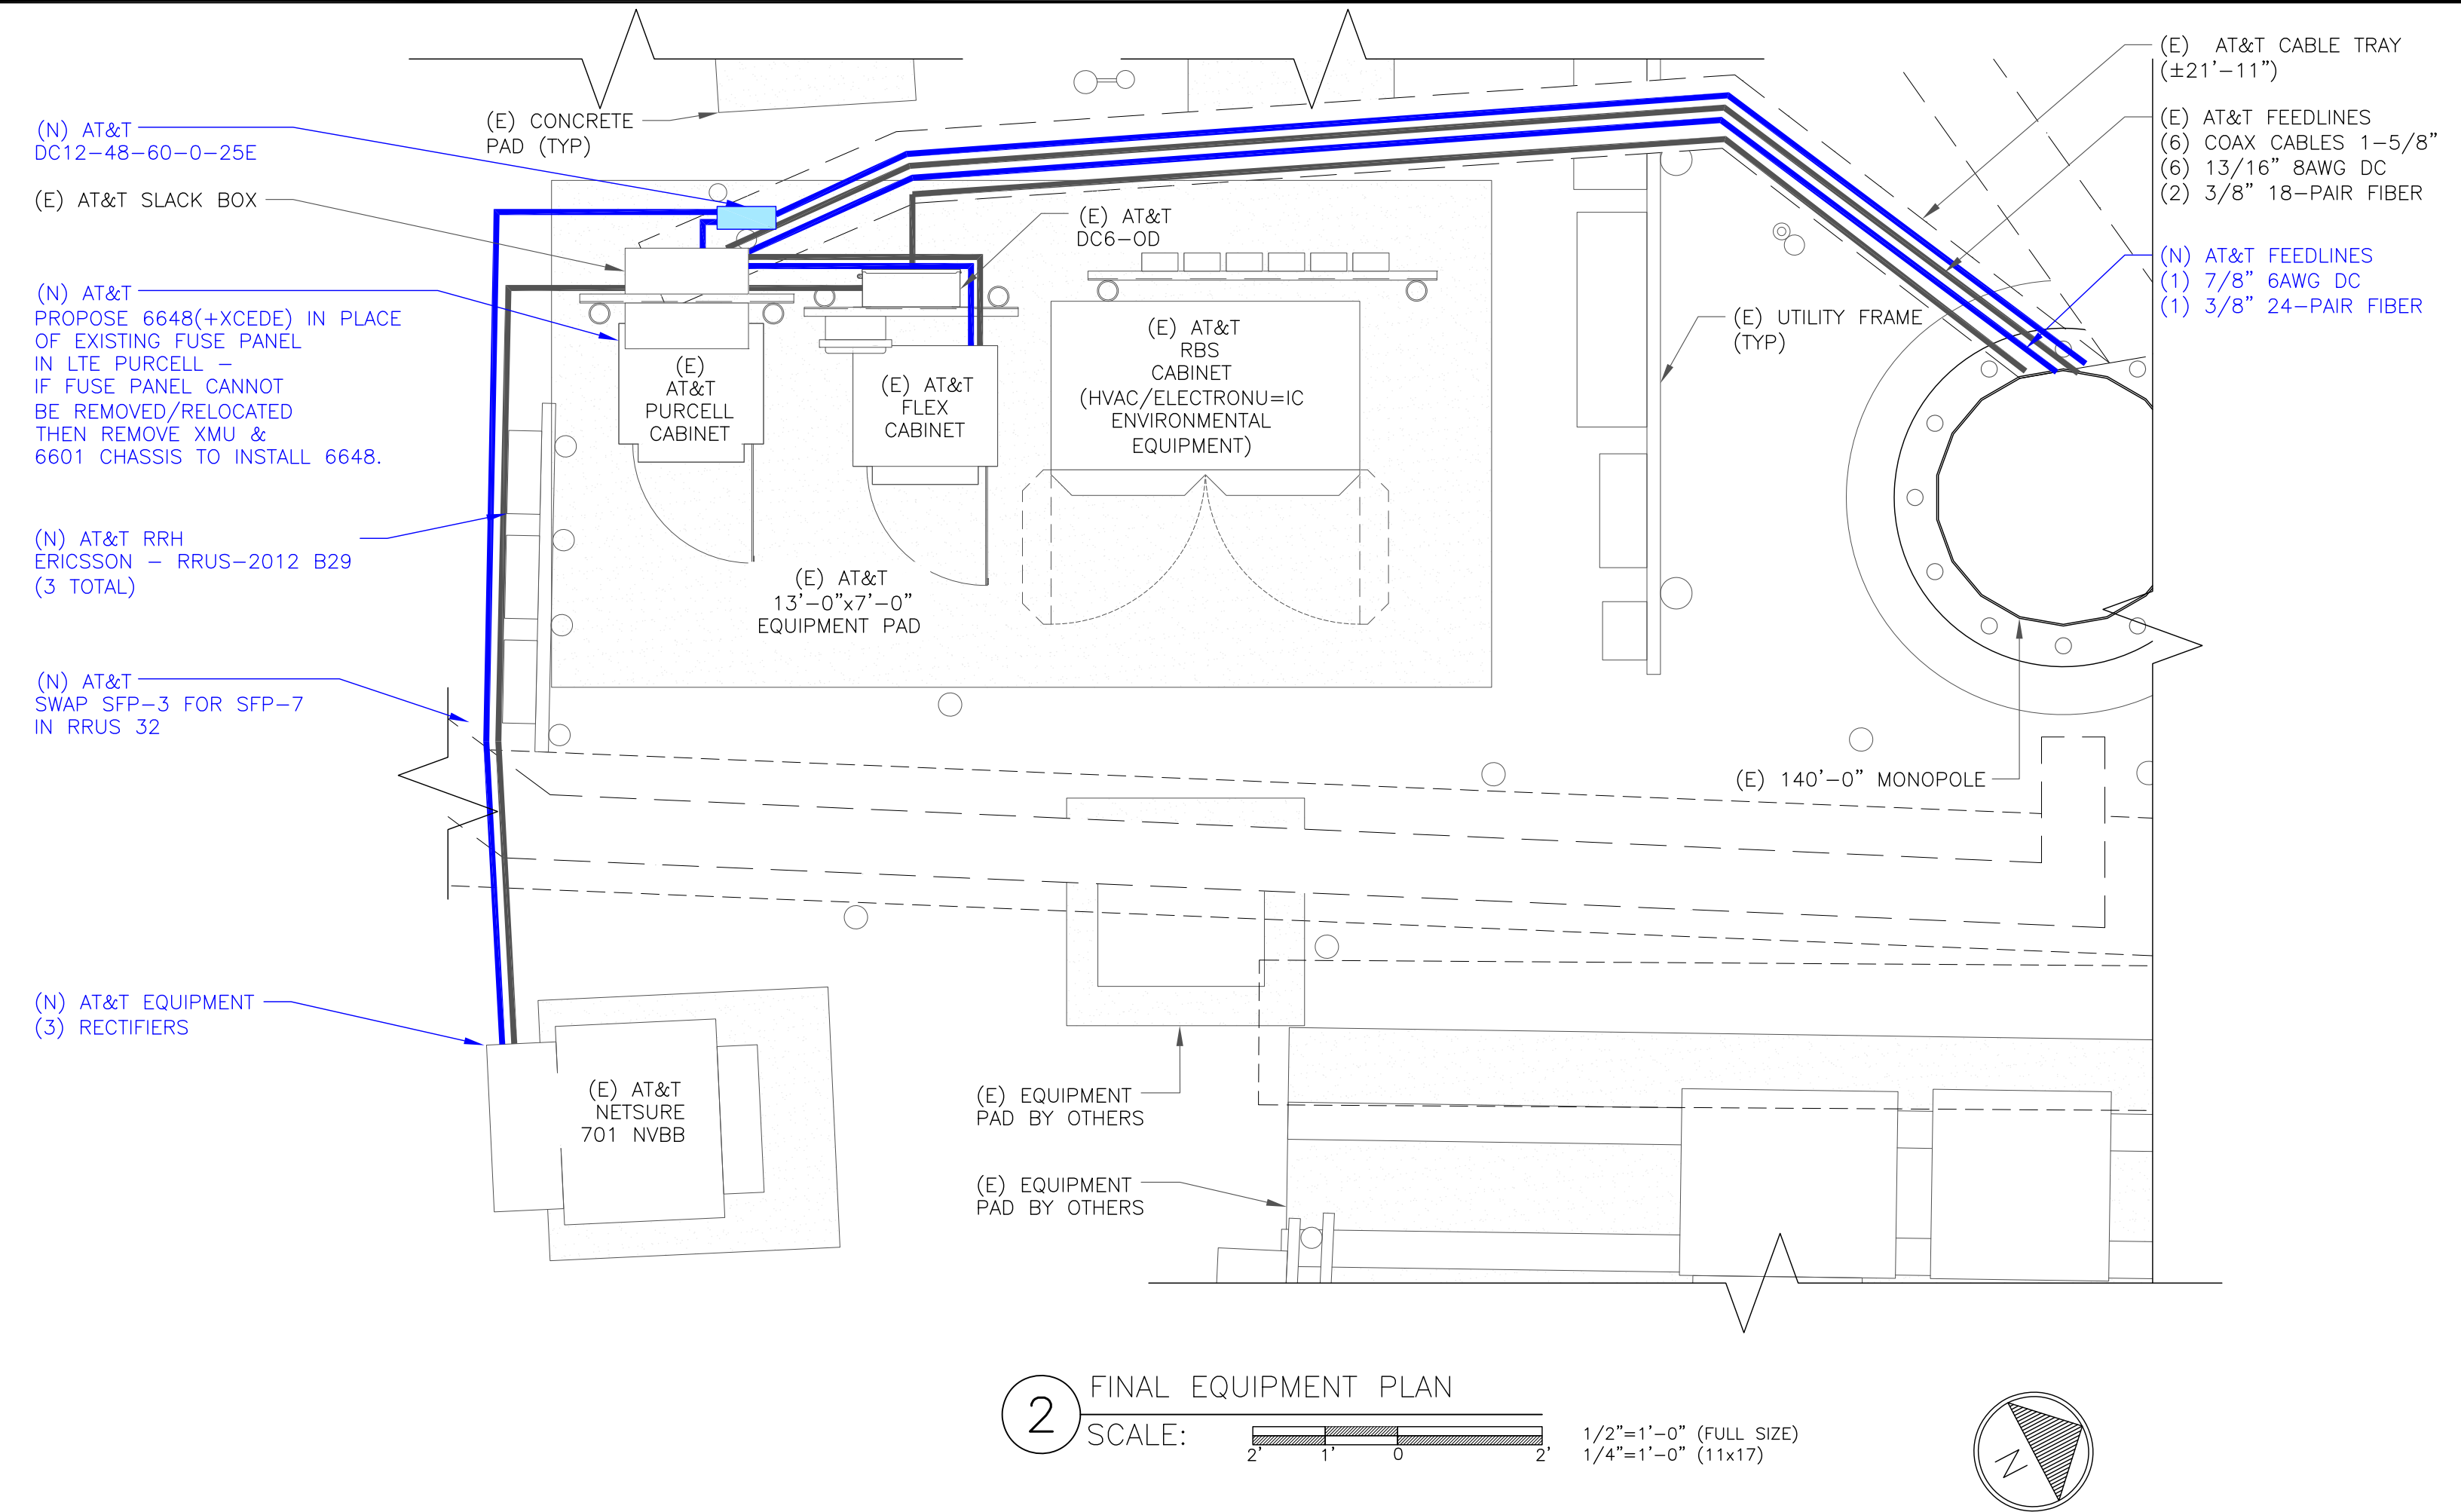 (N) AT&T
DC12-48-60-0-25E
(E) AT&T SLACK BOX
(N) AT&T
PROPOSE 6648(+XCEDE) IN PLACE
OF EXISTING FUSE PANEL
IN LTE PURCELL –
IF FUSE PANEL CANNOT
BE REMOVED/RELOCATED
THEN REMOVE XMU &
6601 CHASSIS TO INSTALL 6648.
(N) AT&T RRH
ERICSSON – RRUS-2012 B29
(3 TOTAL)
(N) AT&T
SWAP SFP-3 FOR SFP-7
IN RRUS 32
(N) AT&T EQUIPMENT
(3) RECTIFIERS
(E) CONCRETE
PAD (TYP)
(E) AT&T
DC6-OD
(E)
AT&T
PURCELL
CABINET
(E) AT&T
FLEX
CABINET
(E) AT&T
RBS
CABINET
(HVAC/ELECTRONU=IC
ENVIRONMENTAL
EQUIPMENT)
(E) AT&T
13'-0"x7'-0"
EQUIPMENT PAD
(E) UTILITY FRAME
(TYP)
(E) 140'-0" MONOPOLE
(E) AT&T CABLE TRAY
(±21'-11")
(E) AT&T FEEDLINES
(6) COAX CABLES 1-5/8"
(6) 13/16" 8AWG DC
(2) 3/8" 18-PAIR FIBER
(N) AT&T FEEDLINES
(1) 7/8" 6AWG DC
(1) 3/8" 24-PAIR FIBER
(E) AT&T
NETSURE
701 NVBB
(E) EQUIPMENT
PAD BY OTHERS
(E) EQUIPMENT
PAD BY OTHERS
2
FINAL EQUIPMENT PLAN
SCALE:
2' 1' 0 2'
1/2"=1'-0" (FULL SIZE)
1/4"=1'-0" (11x17)
N